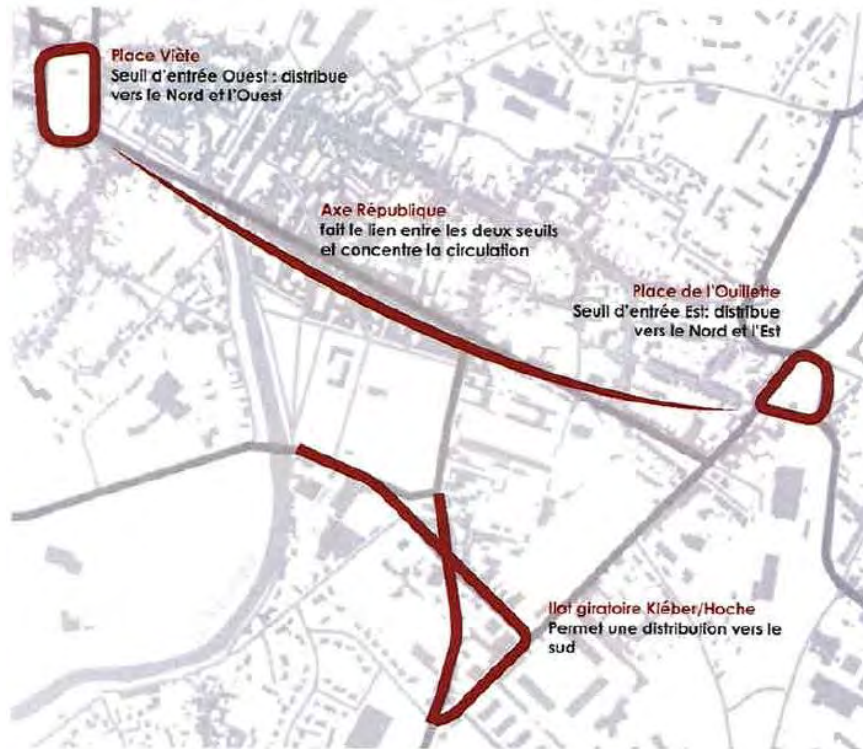 Place Viète
Seuil d'entrée Ouest : distribue
vers le Nord et l'Ouest
Axe République
fait le lien entre les deux seuils
et concentre la circulation
Place de l'Ouillette
Seuil d'entrée Est: distribue
vers le Nord et l'Est
Ilot giratoire Kléber/Hoche
Permet une distribution vers le
sud